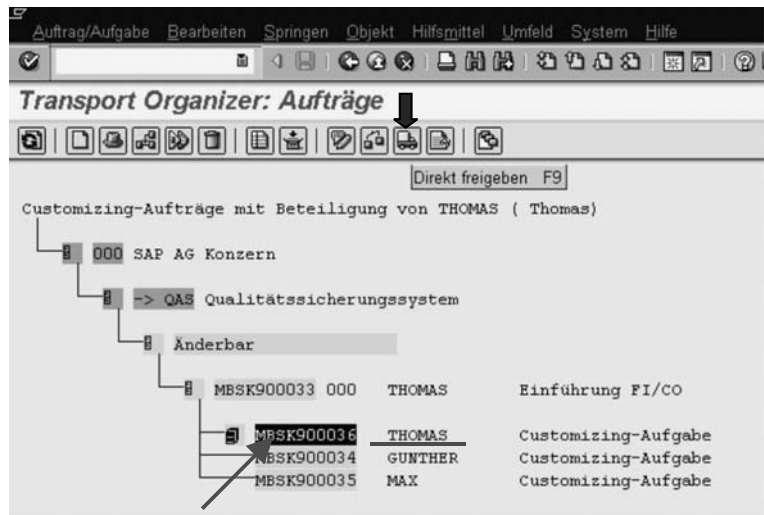 Auftrag/Aufgabe Bearbeiten Springen Objekt Hilfsmittel Umfeld System Hilfe
Transport Organizer: Aufträge
Direkt freigeben F9
Customizing-Aufträge mit Beteiligung von THOMAS ( Thomas)
000 SAP AG Konzern
-> QAS Qualitätssicherungssystem
Änderbar
MBSK900033 000 THOMAS Einführung FI/CO
MBSK900036 THOMAS Customizing-Aufgabe
MBSK900034 GUNTHER Customizing-Aufgabe
MBSK900035 MAX Customizing-Aufgabe